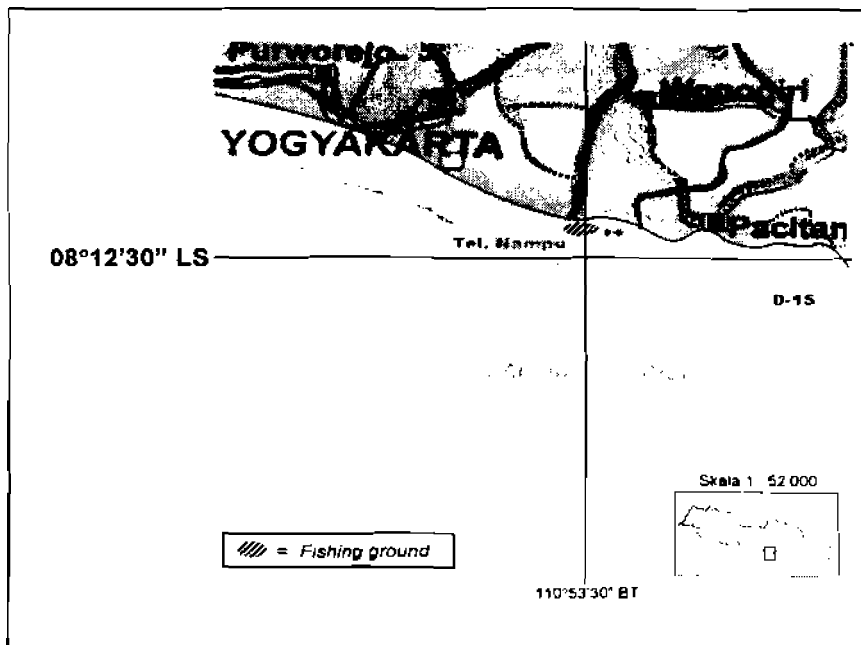 Purworejo
Wonogiri
YOGYAKARTA
Pacitan
Tel. Nampu
08°12'30" LS
D-15
Skala 1 52 000
= Fishing ground
110°53'30" BT